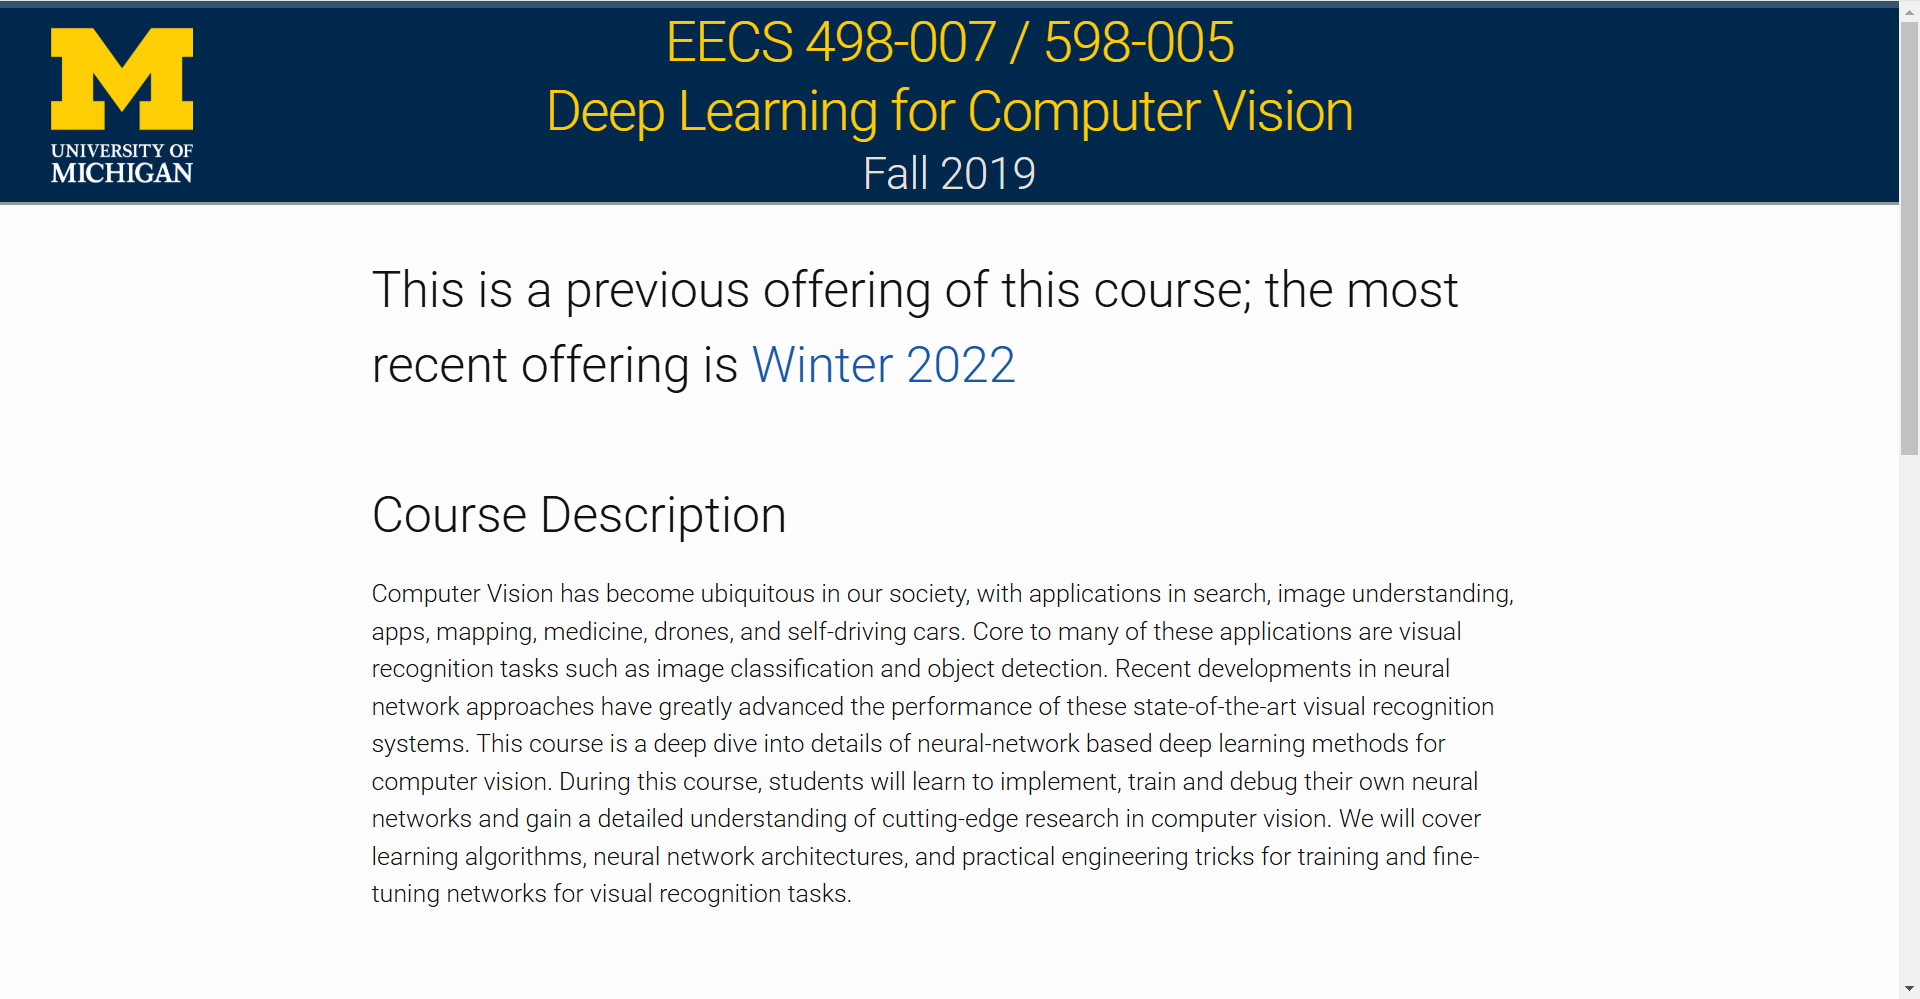 UNIVERSITY OF
MICHIGAN
EECS 498-007 / 598-005
Deep Learning for Computer Vision
Fall 2019
This is a previous offering of this course; the most
recent offering is Winter 2022
Course Description
Computer Vision has become ubiquitous in our society, with applications in search, image understanding,
apps, mapping, medicine, drones, and self-driving cars. Core to many of these applications are visual
recognition tasks such as image classification and object detection. Recent developments in neural
network approaches have greatly advanced the performance of these state-of-the-art visual recognition
systems. This course is a deep dive into details of neural-network based deep learning methods for
computer vision. During this course, students will learn to implement, train and debug their own neural
networks and gain a detailed understanding of cutting-edge research in computer vision. We will cover
learning algorithms, neural network architectures, and practical engineering tricks for training and fine-
tuning networks for visual recognition tasks.